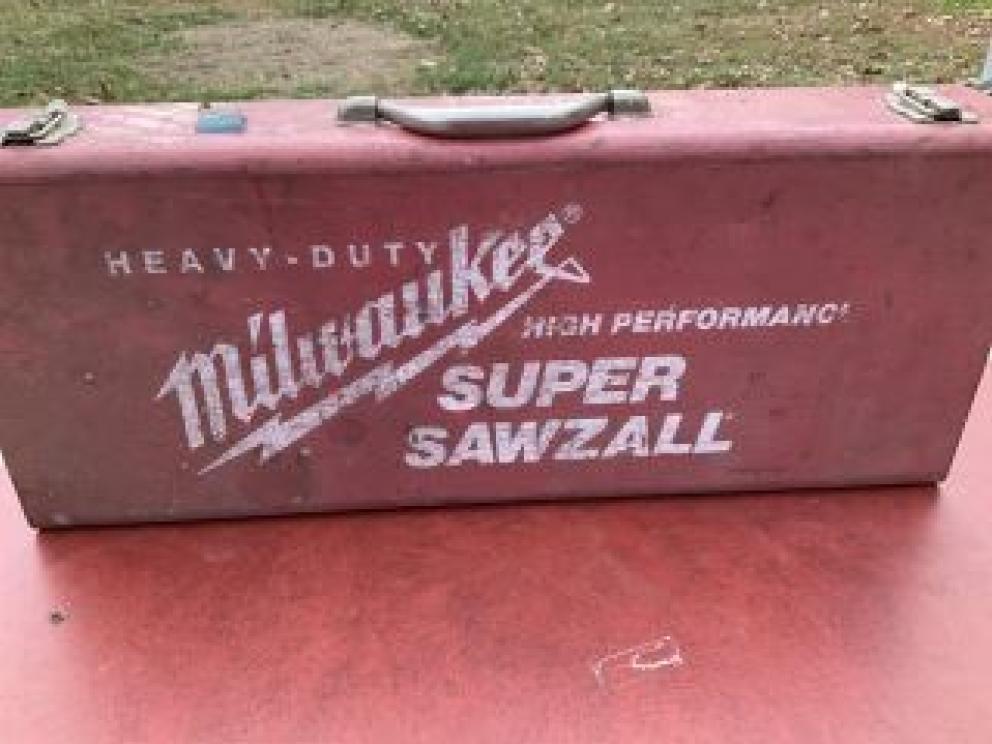 HEAVY-DUTY
Milwaukee®
HIGH PERFORMANCE
SUPER
SAWZALL